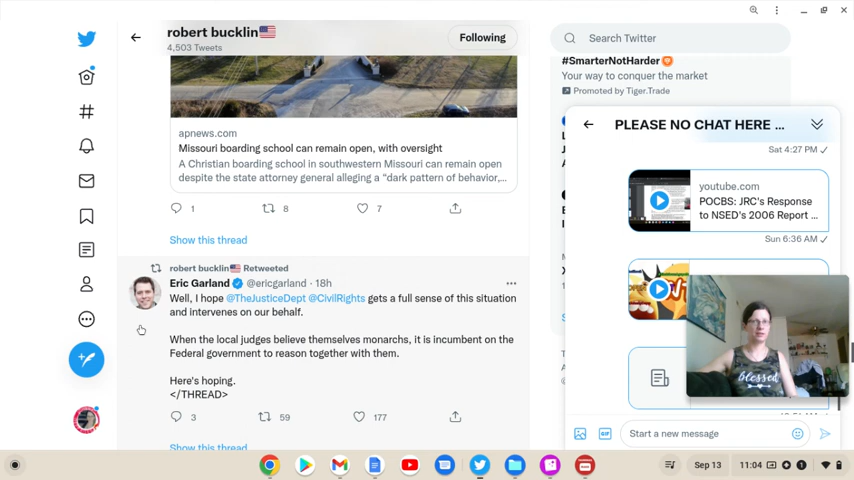 robert bucklin🇺🇸
4,503 Tweets
Following
apnews.com
Missouri boarding school can remain open, with oversight
A Christian boarding school in southwestern Missouri can remain open
despite the state attorney general alleging a “dark pattern of behavior,...
1
8
7
Show this thread
robert bucklin🇺🇸 Retweeted
Eric Garland @ericgarland · 18h
Well, I hope @TheJusticeDept @CivilRights gets a full sense of this situation
and intervenes on our behalf.
When the local judges believe themselves monarchs, it is incumbent on the
Federal government to reason together with them.
Here's hoping.
</THREAD>
3
59
177
Show this thread
Search Twitter
#SmarterNotHarder
Your way to conquer the market
Promoted by Tiger.Trade
PLEASE NO CHAT HERE ...
Sat 4:27 PM
youtube.com
POCBS: JRC's Response
to NSED's 2006 Report ...
Sun 6:36 AM
blessed
GIF
Start a new message
Sep 13
11:04